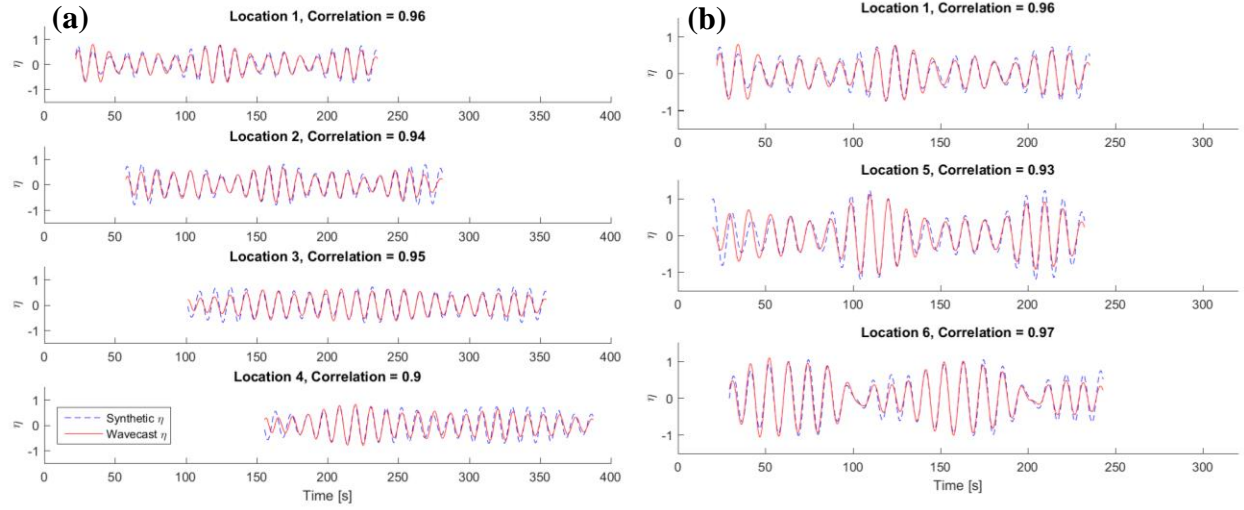 (a)
Location 1, Correlation = 0.96
1
0
-1
η
0 50 100 150 200 250 300 350 400
Location 2, Correlation = 0.94
1
0
-1
η
0 50 100 150 200 250 300 350 400
Location 3, Correlation = 0.95
1
0
-1
η
0 50 100 150 200 250 300 350 400
Location 4, Correlation = 0.9
1
0
-1
η
Synthetic η
Wavecast η
0 50 100 150 200 250 300 350 400
Time [s]
(b)
Location 1, Correlation = 0.96
1
0
-1
η
0 50 100 150 200 250 300
Location 5, Correlation = 0.93
1
0
-1
η
0 50 100 150 200 250 300
Location 6, Correlation = 0.97
1
0
-1
η
0 50 100 150 200 250 300
Time [s]